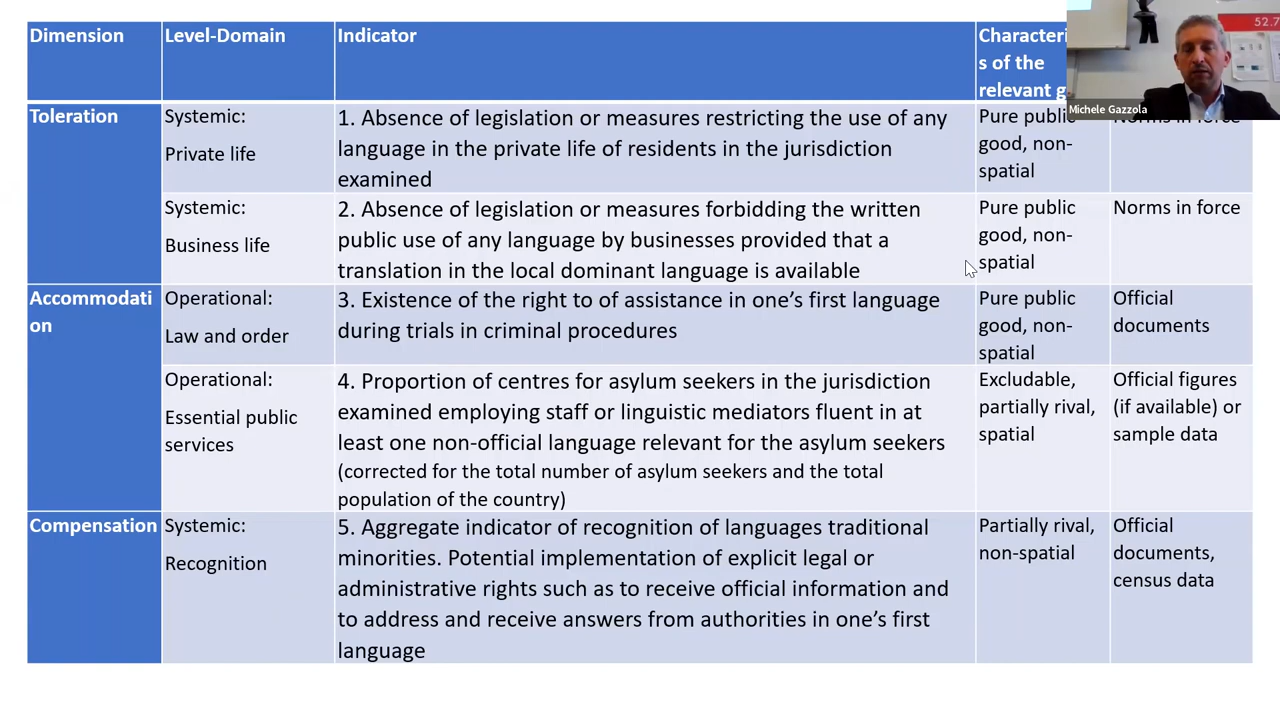 Dimension
Level-Domain
Indicator
Characteri
s of the
relevant g
52.7
Michele Gazzola
Toleration
Systemic:
Private life
1. Absence of legislation or measures restricting the use of any
language in the private life of residents in the jurisdiction
examined
Pure public
good, non-
spatial
Norms in force
Systemic:
Business life
2. Absence of legislation or measures forbidding the written
public use of any language by businesses provided that a
translation in the local dominant language is available
Pure public
good, non-
spatial
Norms in force
Accommodati
on
Operational:
Law and order
3. Existence of the right to of assistance in one’s first language
during trials in criminal procedures
Pure public
good, non-
spatial
Official
documents
Operational:
Essential public
services
4. Proportion of centres for asylum seekers in the jurisdiction
examined employing staff or linguistic mediators fluent in at
least one non-official language relevant for the asylum seekers
(corrected for the total number of asylum seekers and the total
population of the country)
Excludable,
partially rival,
spatial
Official figures
(if available) or
sample data
Compensation
Systemic:
Recognition
5. Aggregate indicator of recognition of languages traditional
minorities. Potential implementation of explicit legal or
administrative rights such as to receive official information and
to address and receive answers from authorities in one’s first
language
Partially rival,
non-spatial
Official
documents,
census data